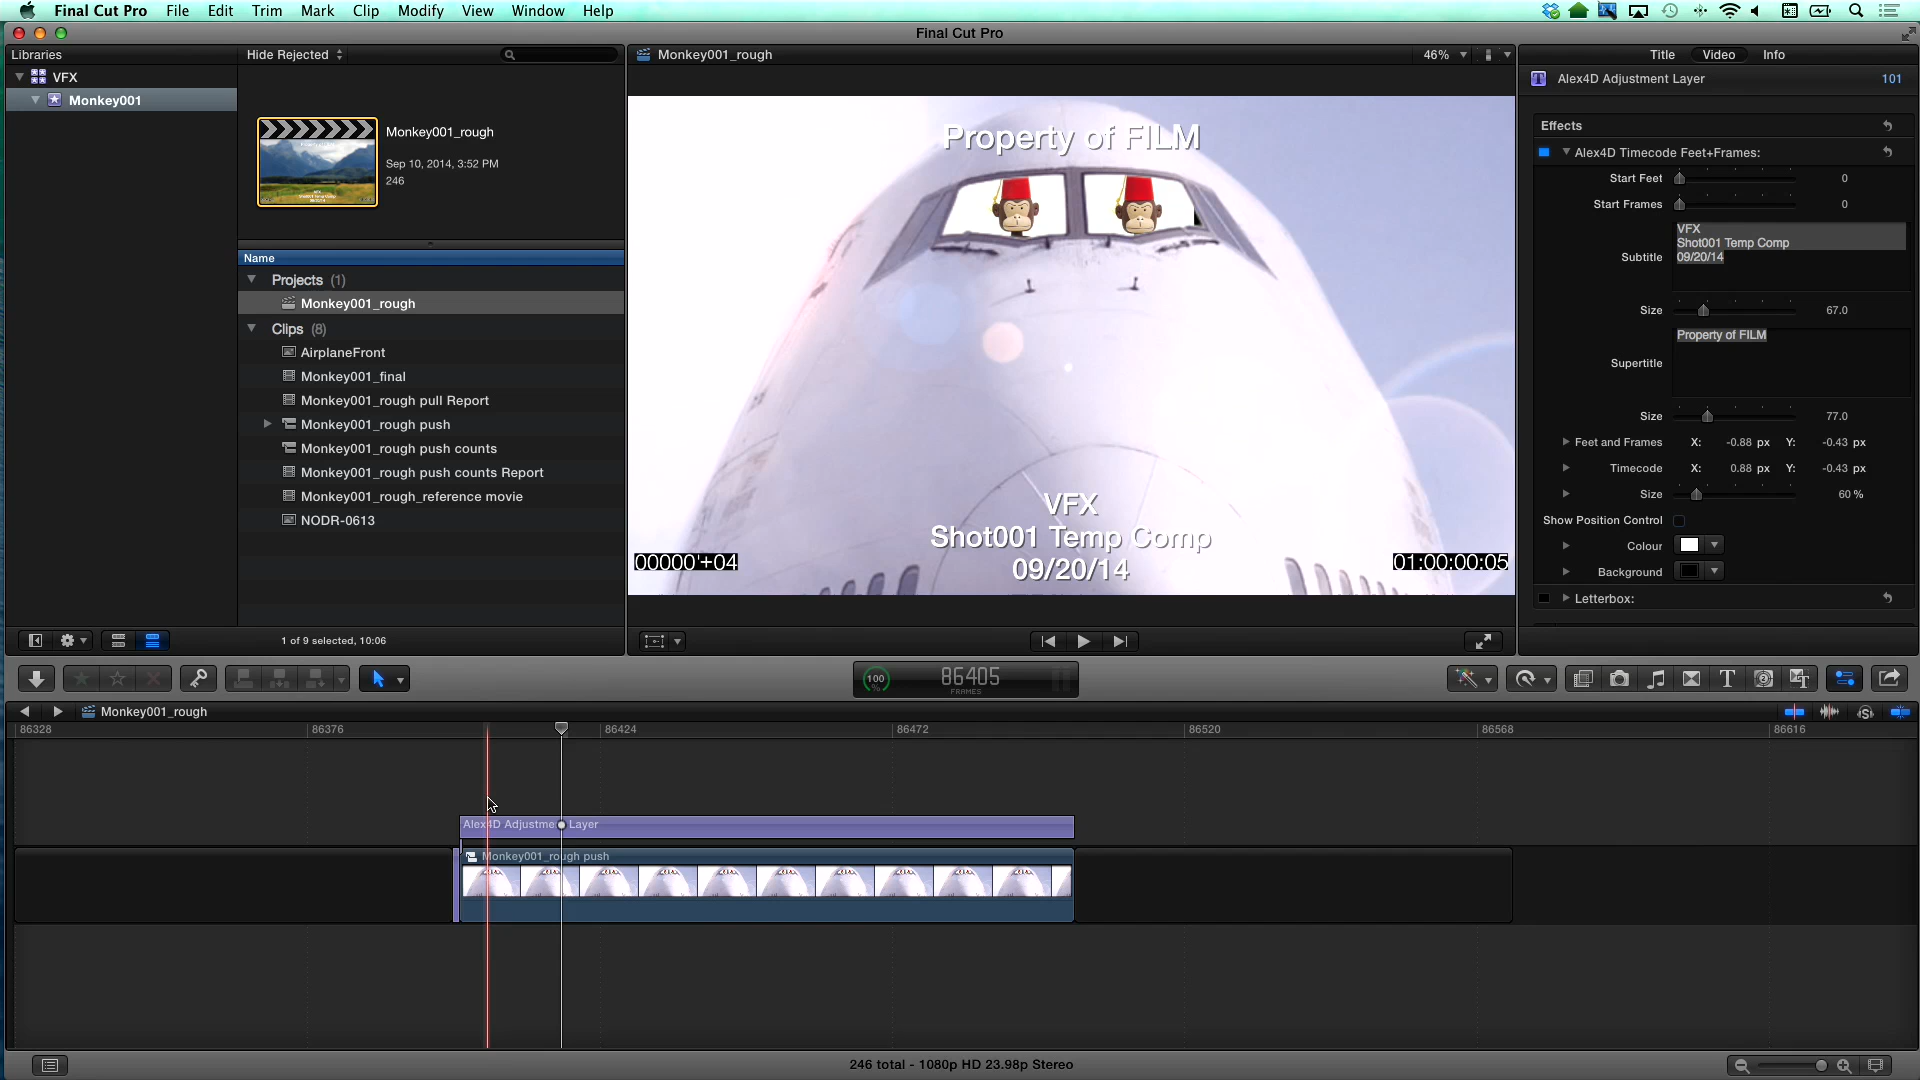 Final Cut Pro File Edit Trim Mark Clip Modify View Window Help
Final Cut Pro
Libraries
Hide Rejected
VFX
Monkey001
Monkey001_rough
Sep 10, 2014, 3:52 PM
246
Name
Projects (1)
Monkey001_rough
Clips (8)
AirplaneFront
Monkey001_final
Monkey001_rough pull Report
Monkey001_rough push
Monkey001_rough push counts
Monkey001_rough push counts Report
Monkey001_rough_reference movie
NODR-0613
1 of 9 selected, 10:06
Monkey001_rough
46%
Property of FILM
VFX
Shot001 Temp Comp
09/20/14
00000'+04
01:00:00:05
Title Video Info
Alex4D Adjustment Layer 101
Effects
Alex4D Timecode Feet+Frames:
Start Feet 0
Start Frames 0
Subtitle
VFX
Shot001 Temp Comp
09/20/14
Size 67.0
Supertitle
Property of FILM
Size 77.0
Feet and Frames X: -0.88 px Y: -0.43 px
Timecode X: 0.88 px Y: -0.43 px
Size 60 %
Show Position Control
Colour
Background
Letterbox:
100
%
86405
FRAMES
Monkey001_rough
86328 86376 86424 86472 86520 86568 86616
Alex4D Adjustme Layer
Monkey001_rough push
246 total - 1080p HD 23.98p Stereo